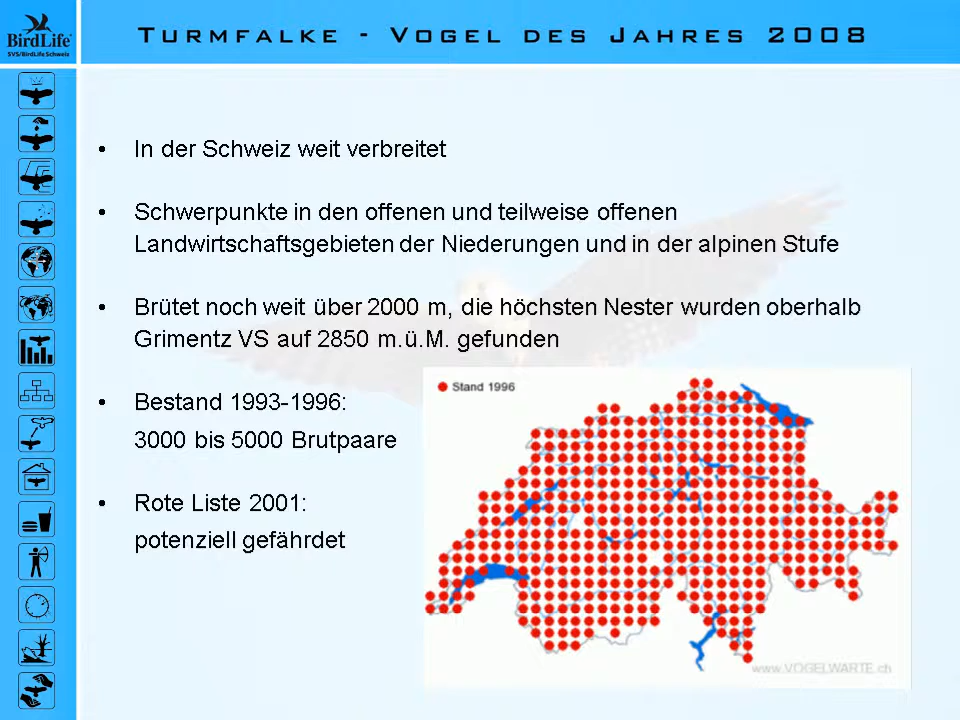 BirdLife
SVS/BirdLife Schweiz
TURMFALKE - VOGEL DES JAHRES 2008
• In der Schweiz weit verbreitet
• Schwerpunkte in den offenen und teilweise offenen
Landwirtschaftsgebieten der Niederungen und in der alpinen Stufe
• Brütet noch weit über 2000 m, die höchsten Nester wurden oberhalb
Grimentz VS auf 2850 m.ü.M. gefunden
• Bestand 1993-1996:
3000 bis 5000 Brutpaare
• Rote Liste 2001:
potenziell gefährdet
Stand 1996
www.VOGELWARTE.ch